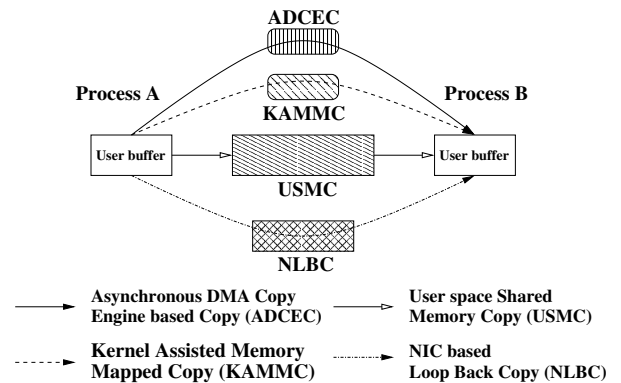 ADCEC
Process A
Process B
KAMMC
User buffer
User buffer
USMC
NLBC
Asynchronous DMA Copy
Engine based Copy (ADCEC)
User space Shared
Memory Copy (USMC)
Kernel Assisted Memory
Mapped Copy (KAMMC)
NIC based
Loop Back Copy (NLBC)